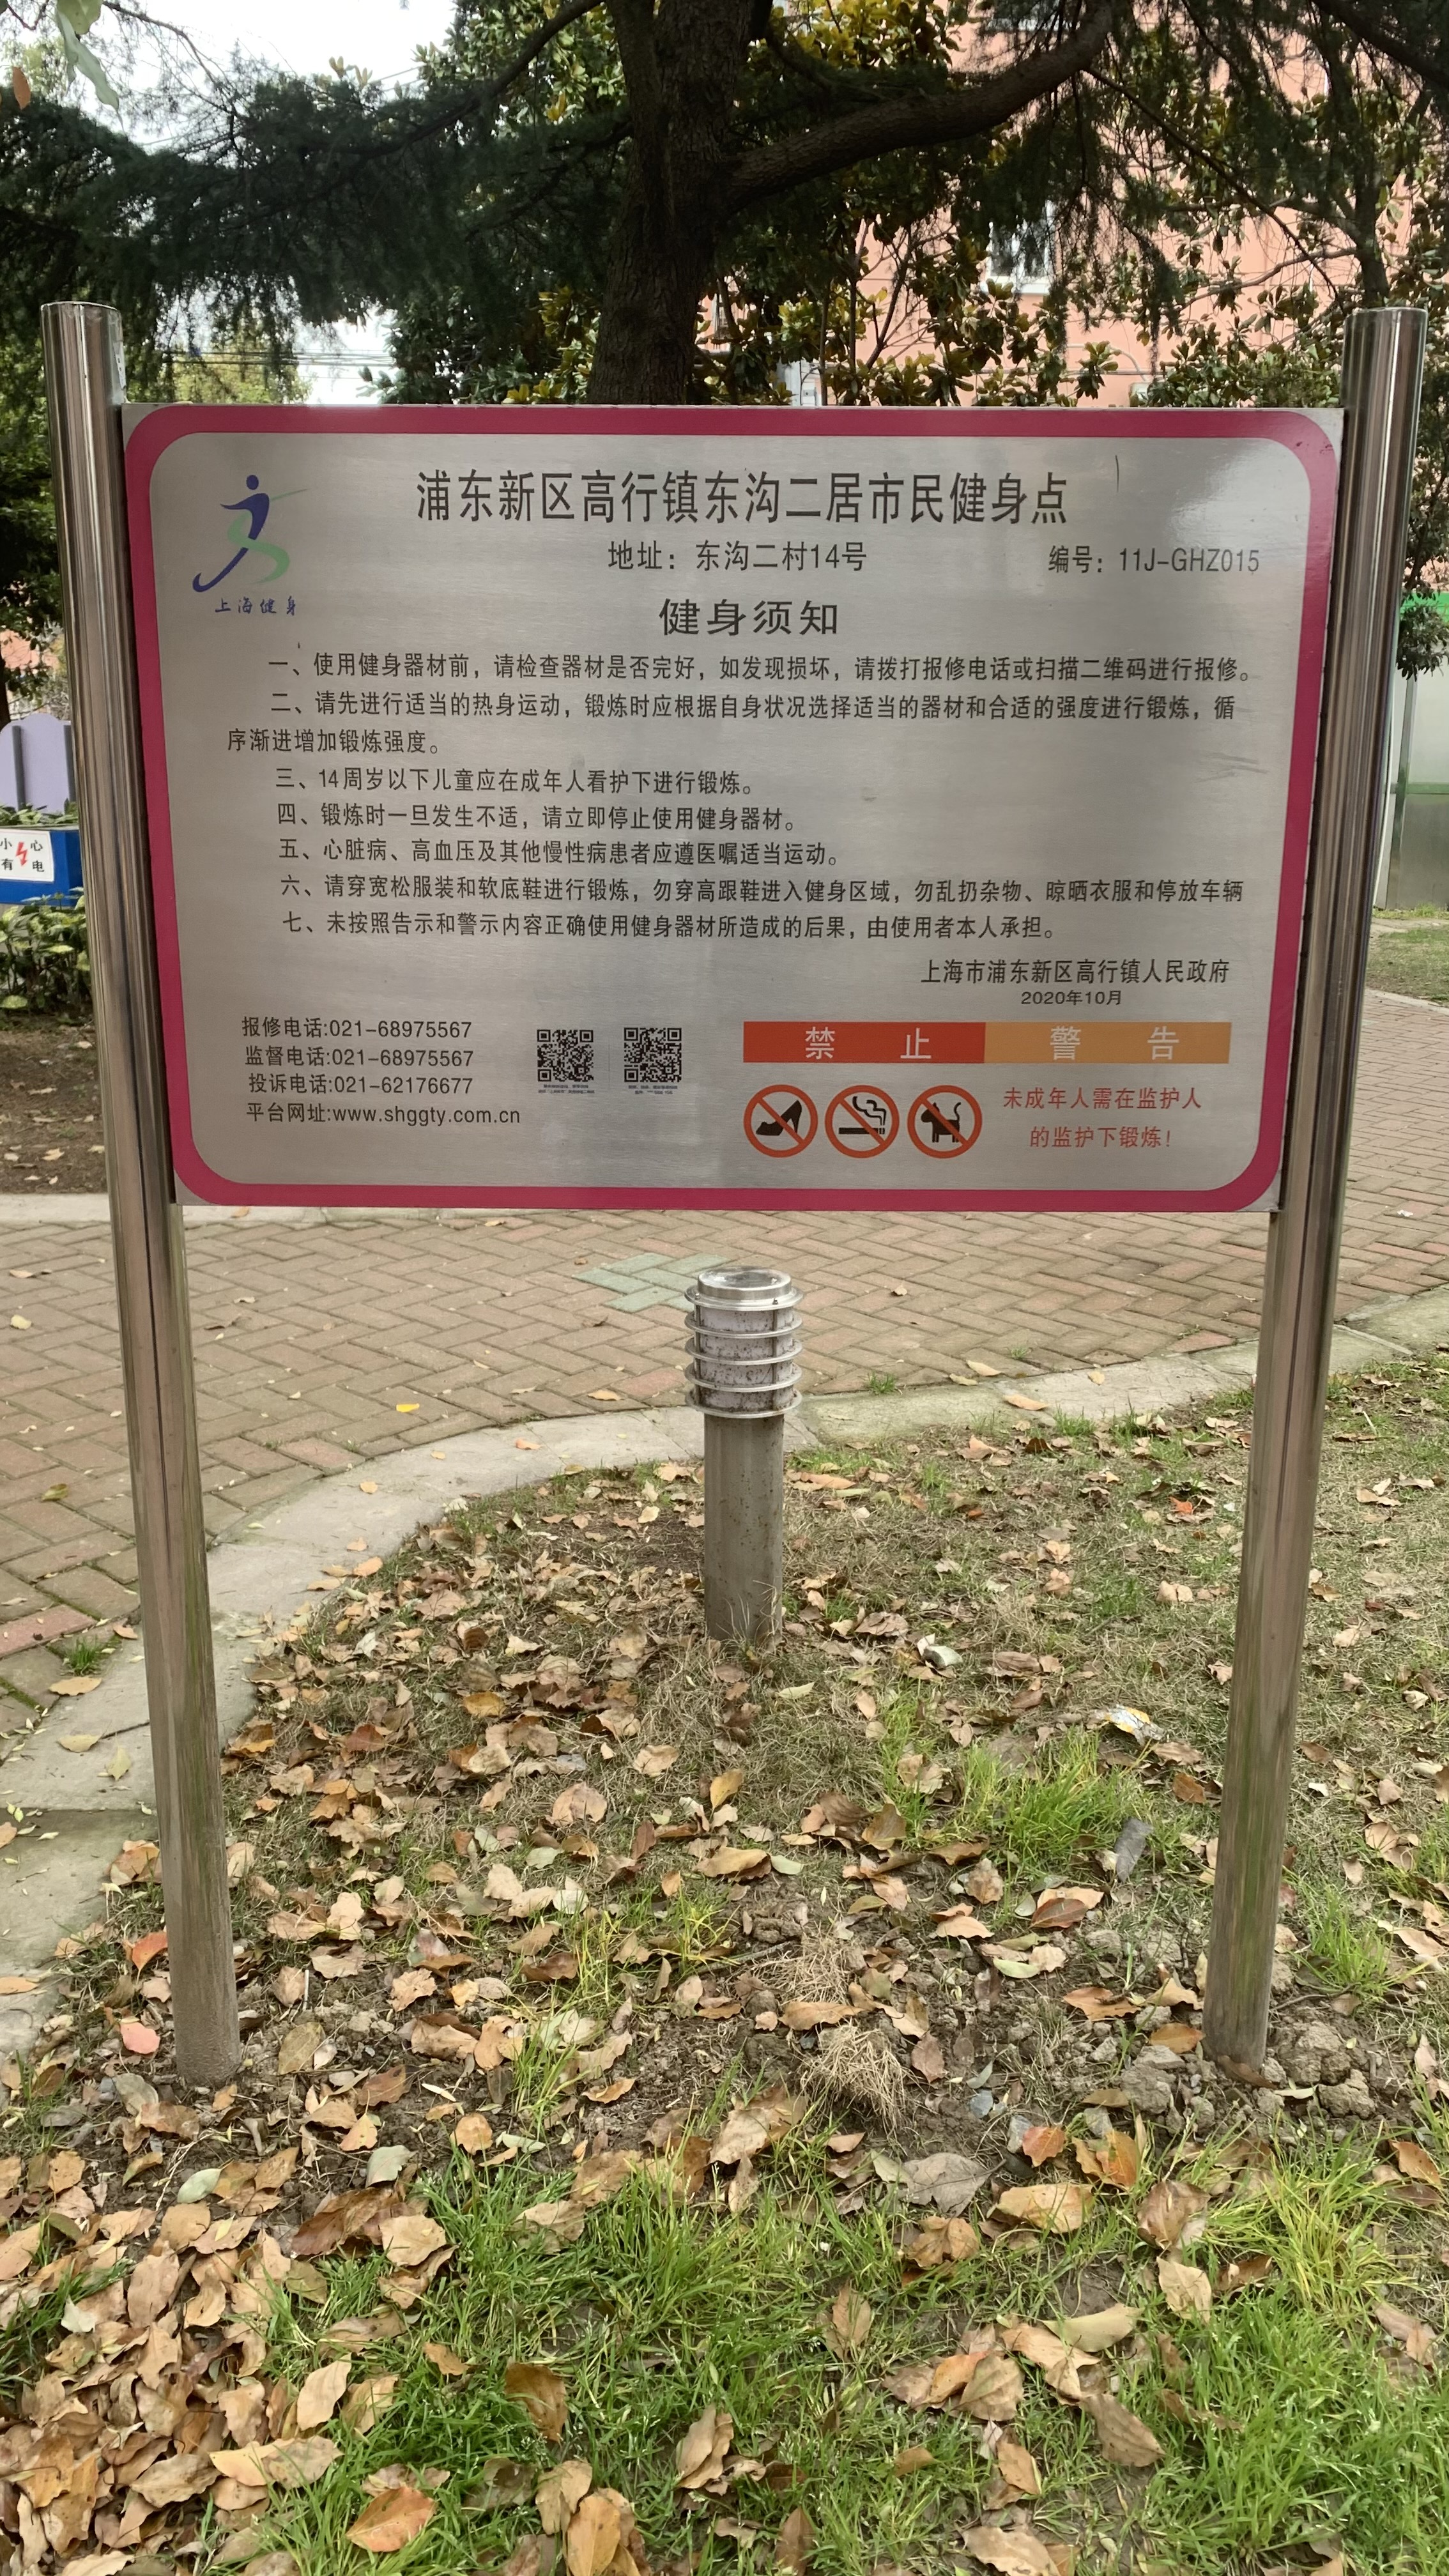 浦东新区高行镇东沟二居市民健身点
地址：东沟二村14号
编号：11J-GHZ015
上海健身
健身须知
一、使用健身器材前，请检查器材是否完好，如发现损坏，请拨打报修电话或扫描二维码进行报修。
二、请先进行适当的热身运动，锻炼时应根据自身状况选择适当的器材和合适的强度进行锻炼，循
序渐进增加锻炼强度。
三、14周岁以下儿童应在成年人看护下进行锻炼。
四、锻炼时一旦发生不适，请立即停止使用健身器材。
五、心脏病、高血压及其他慢性病患者应遵医嘱适当运动。
六、请穿宽松服装和软底鞋进行锻炼，勿穿高跟鞋进入健身区域，勿乱扔杂物、晾晒衣服和停放车辆
七、未按照告示和警示内容正确使用健身器材所造成的后果，由使用者本人承担。
上海市浦东新区高行镇人民政府
2020年10月
报修电话:021-68975567
监督电话:021-68975567
投诉电话:021-62176677
平台网址:www.shggty.com.cn
禁止
警告
未成年人需在监护人
的监护下锻炼!
小心
有电